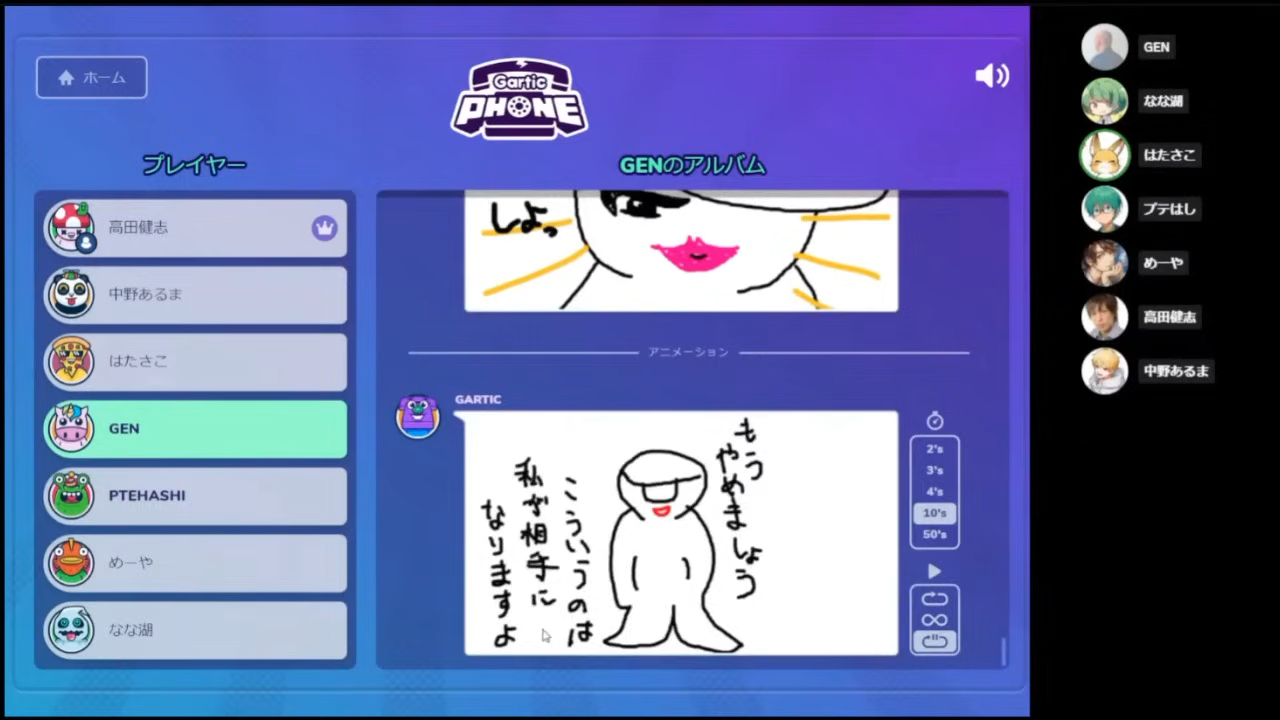 ホーム
Gartic
PHONE
プレイヤー
高田健志
中野あるま
はたさこ
GEN
PTEHASHI
めーや
なな湖
GENのアルバム
しよっ
アニメーション
GARTIC
もう
やめましょう
こういうのは
私が相手に
なりますよ
2's
3's
4's
10's
50's
GEN
なな湖
はたさこ
プテはし
めーや
高田健志
中野あるま